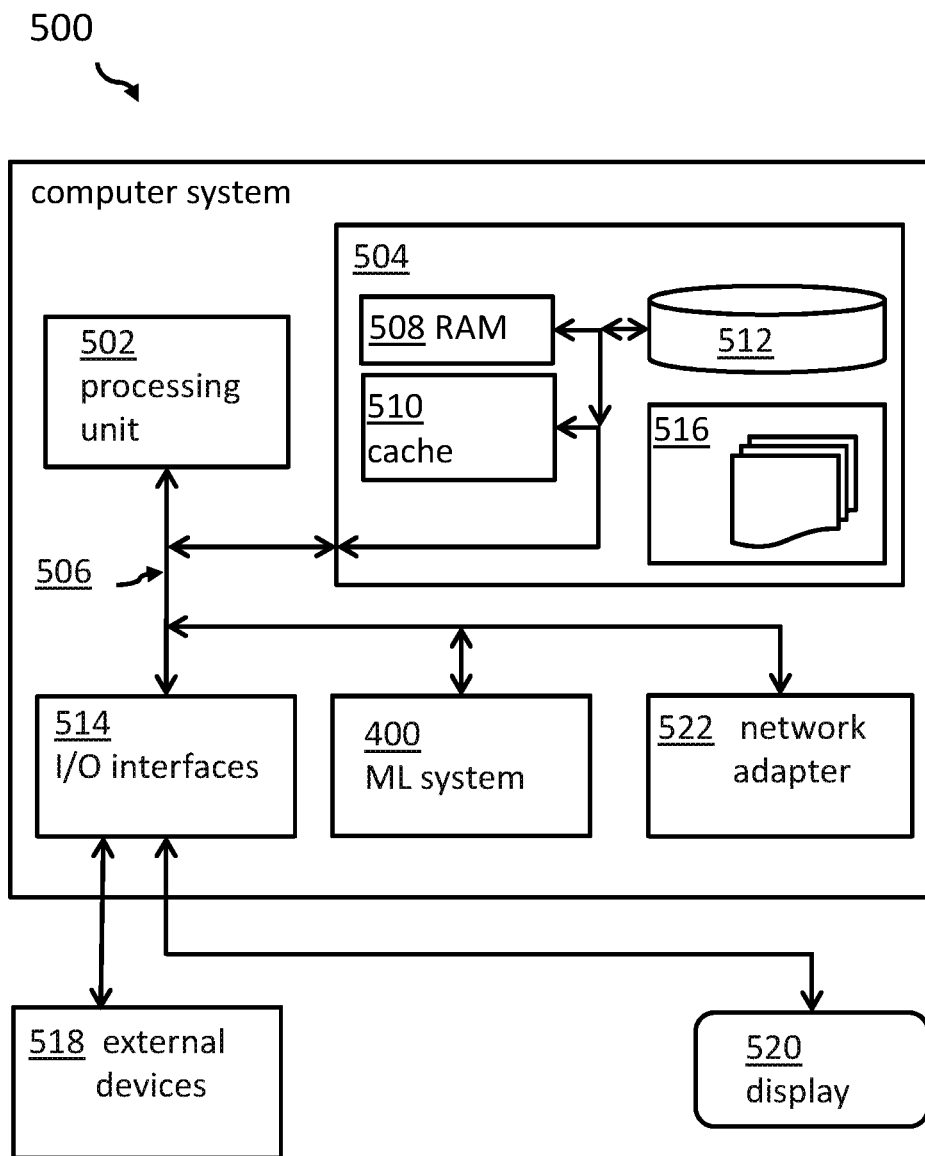 500
computer system
504
508 RAM
512
502
processing
unit
510
cache
516
506
514
I/O interfaces
400
ML system
522 network
adapter
518 external
devices
520
display